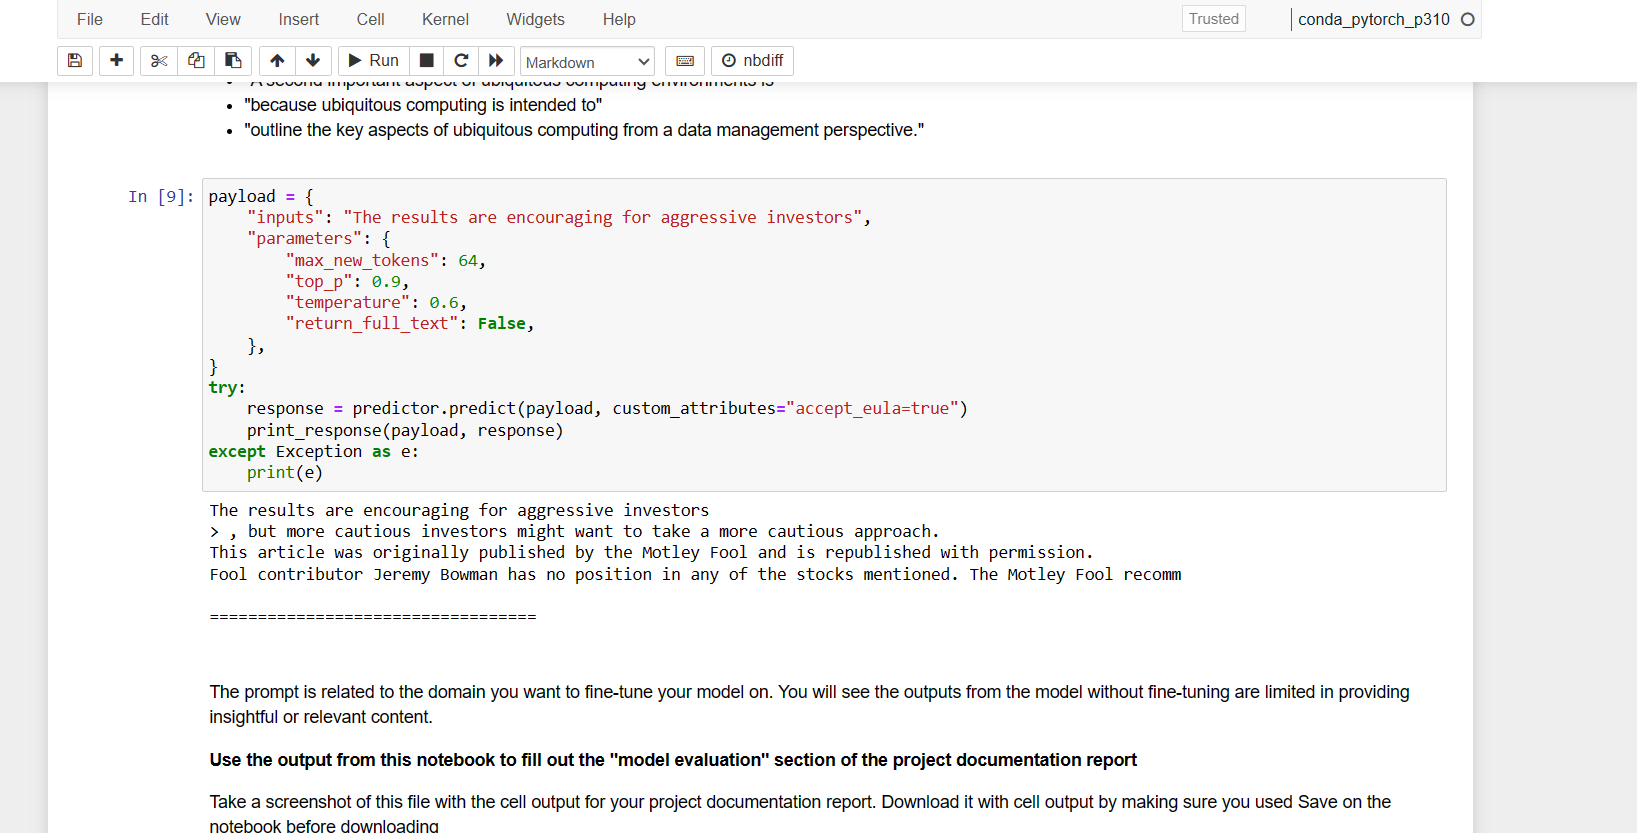 File Edit View Insert Cell Kernel Widgets Help Trusted conda_pytorch_p310
Run Markdown nbdiff
"A second important aspect of ubiquitous computing environments is"
"because ubiquitous computing is intended to"
"outline the key aspects of ubiquitous computing from a data management perspective."
In [9]: payload = {
"inputs": "The results are encouraging for aggressive investors",
"parameters": {
"max_new_tokens": 64,
"top_p": 0.9,
"temperature": 0.6,
"return_full_text": False,
},
}
try:
response = predictor.predict(payload, custom_attributes="accept_eula=true")
print_response(payload, response)
except Exception as e:
print(e)
The results are encouraging for aggressive investors
> , but more cautious investors might want to take a more cautious approach.
This article was originally published by the Motley Fool and is republished with permission.
Fool contributor Jeremy Bowman has no position in any of the stocks mentioned. The Motley Fool recomm
==================================
The prompt is related to the domain you want to fine-tune your model on. You will see the outputs from the model without fine-tuning are limited in providing
insightful or relevant content.
Use the output from this notebook to fill out the "model evaluation" section of the project documentation report
Take a screenshot of this file with the cell output for your project documentation report. Download it with cell output by making sure you used Save on the
notebook before downloading